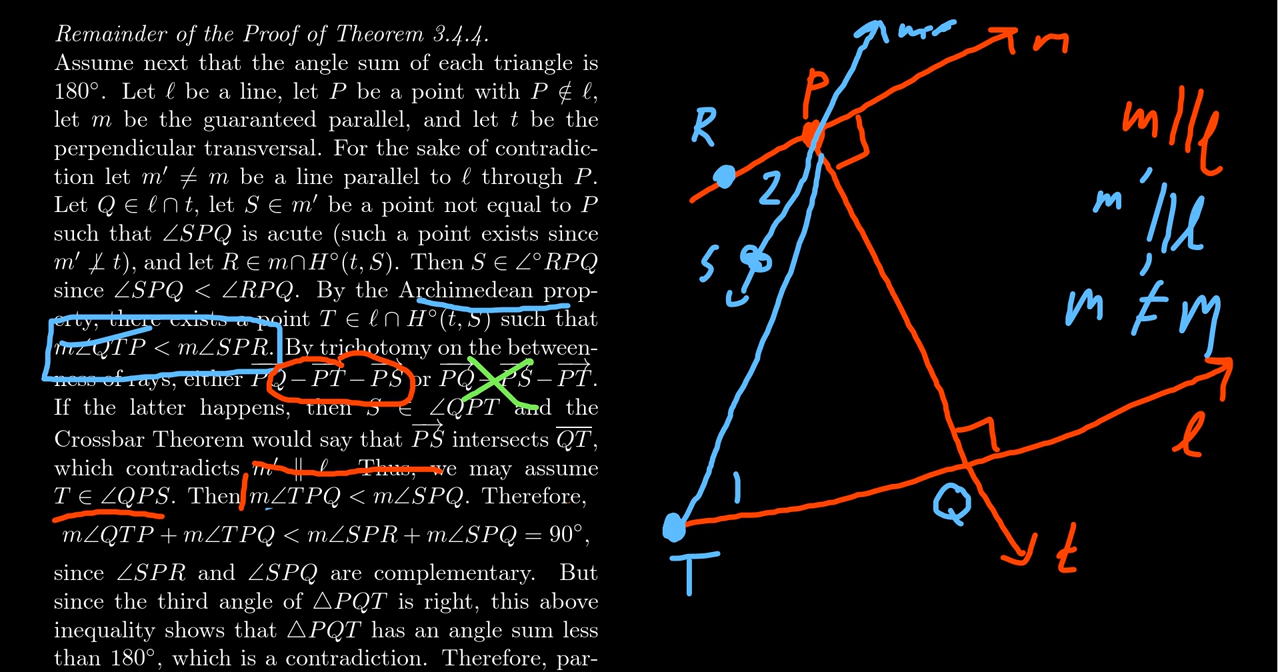 Remainder of the Proof of Theorem 3.4.4.
Assume next that the angle sum of each triangle is
180°. Let ℓ be a line, let P be a point with P ∉ ℓ,
let m be the guaranteed parallel, and let t be the
perpendicular transversal. For the sake of contradic-
tion let m′ ≠ m be a line parallel to ℓ through P.
Let Q ∈ ℓ ∩ t, let S ∈ m′ be a point not equal to P
such that ∠SPQ is acute (such a point exists since
m′ ⊥̸ t), and let R ∈ m∩H°(t, S). Then S ∈ ∠°RPQ
since ∠SPQ < ∠RPQ. By the Archimedean prop-
erty, there exists a point T ∈ ℓ ∩ H°(t, S) such that
m∠QTP < m∠SPR. By trichotomy on the between-
ness of rays, either PQ⃗ – PT⃗ – PS⃗ or PQ⃗ – PS⃗ – PT⃗.
If the latter happens, then S ∈ ∠QPT and the
Crossbar Theorem would say that PS⃗ intersects Q̅T̅,
which contradicts m′ ∥ ℓ. Thus, we may assume
T ∈ ∠QPS. Then m∠TPQ < m∠SPQ. Therefore,
m∠QTP + m∠TPQ < m∠SPR + m∠SPQ = 90°,
since ∠SPR and ∠SPQ are complementary. But
since the third angle of △PQT is right, this above
inequality shows that △PQT has an angle sum less
than 180°, which is a contradiction. Therefore, par-
m
P
R
2
S
1
T
Q
t
ℓ
m∥ℓ
m′∥ℓ
m′≠m